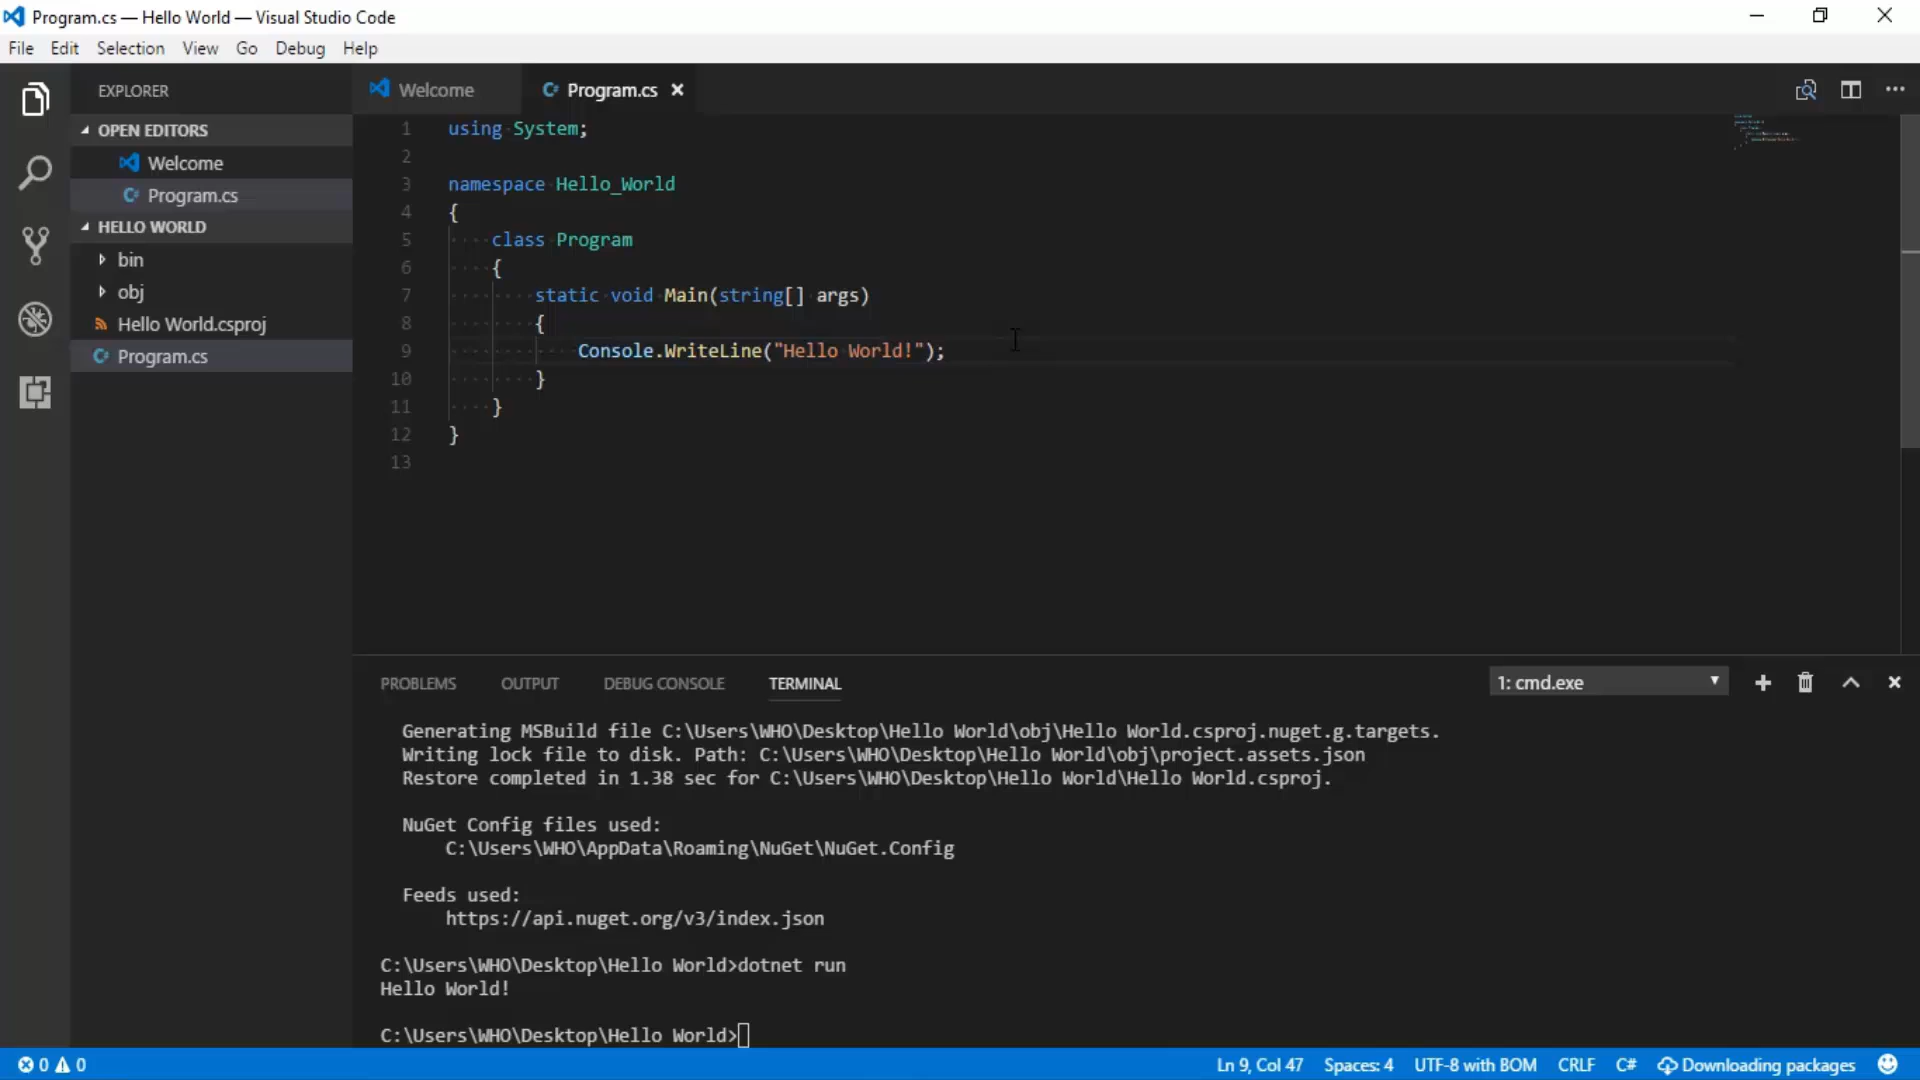 Program.cs — Hello World — Visual Studio Code
File Edit Selection View Go Debug Help
EXPLORER
OPEN EDITORS
Welcome
Program.cs
HELLO WORLD
bin
obj
Hello World.csproj
Program.cs
Welcome
Program.cs
1 using System;
2
3 namespace Hello_World
4 {
5 class Program
6 {
7 static void Main(string[] args)
8 {
9 Console.WriteLine("Hello World!");
10 }
11 }
12 }
13
PROBLEMS OUTPUT DEBUG CONSOLE TERMINAL 1: cmd.exe
Generating MSBuild file C:\Users\WHO\Desktop\Hello World\obj\Hello World.csproj.nuget.g.targets.
Writing lock file to disk. Path: C:\Users\WHO\Desktop\Hello World\obj\project.assets.json
Restore completed in 1.38 sec for C:\Users\WHO\Desktop\Hello World\Hello World.csproj.
NuGet Config files used:
C:\Users\WHO\AppData\Roaming\NuGet\NuGet.Config
Feeds used:
https://api.nuget.org/v3/index.json
C:\Users\WHO\Desktop\Hello World>dotnet run
Hello World!
C:\Users\WHO\Desktop\Hello World>
0 0 Ln 9, Col 47 Spaces: 4 UTF-8 with BOM CRLF C# Downloading packages